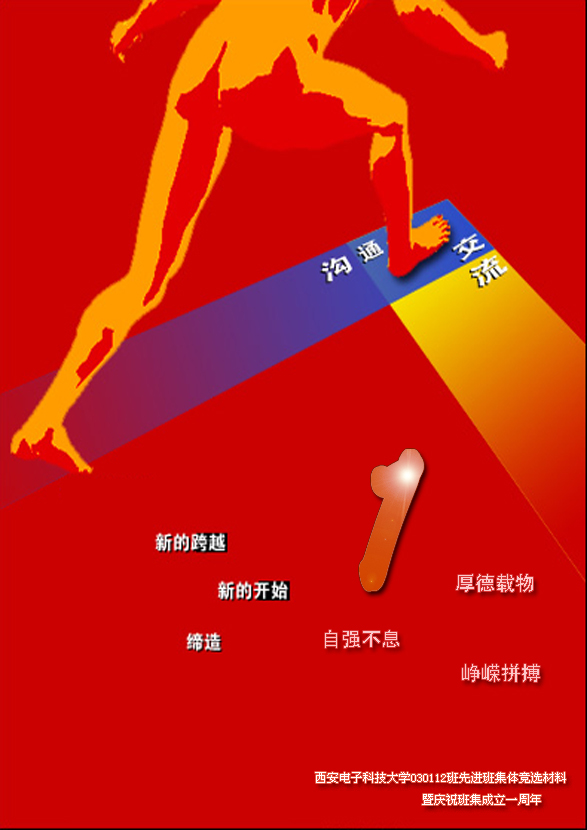 沟通
交流
1
新的跨越
新的开始
缔造
厚德载物
自强不息
峥嵘拼搏
西安电子科技大学030112班先进班集体竞选材料
暨庆祝班集成立一周年